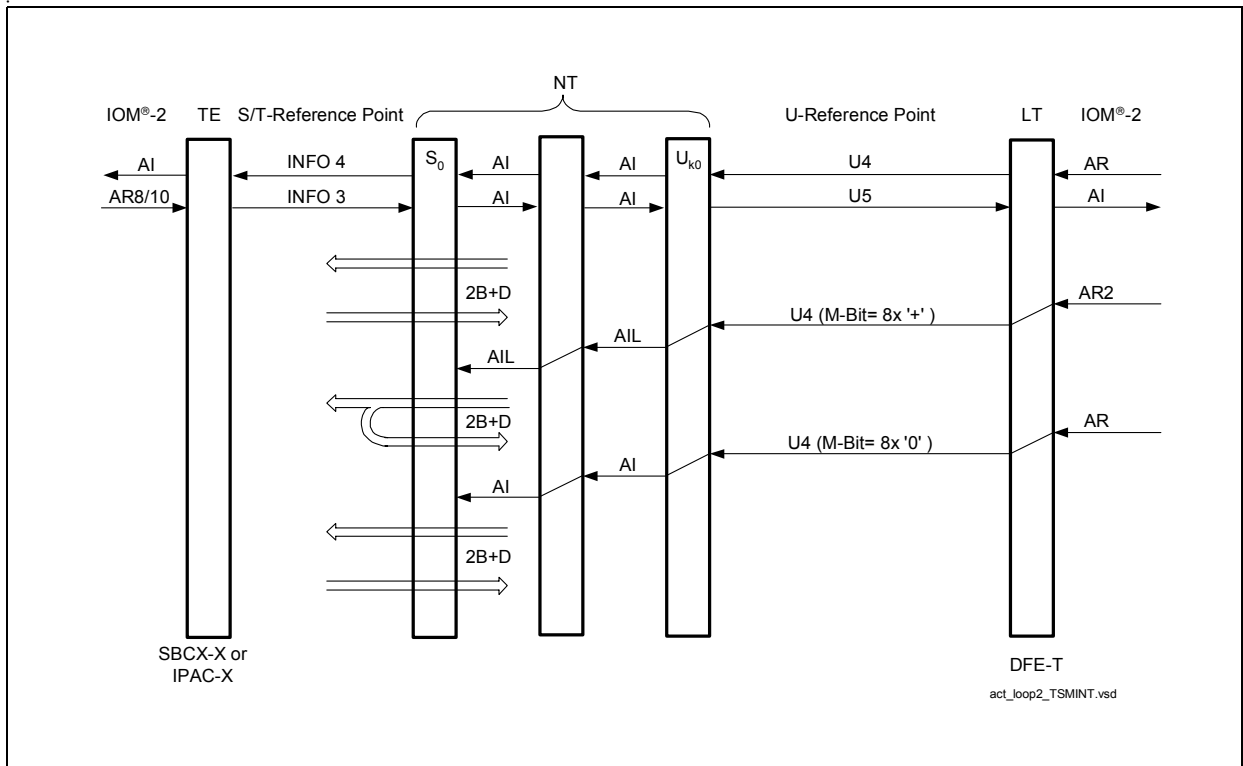 NT
IOM®-2 TE S/T-Reference Point U-Reference Point LT IOM®-2
S0 Uk0
AI INFO 4 AI AI U4 AR
AR8/10 INFO 3 AI AI U5 AI
2B+D
AR2
U4 (M-Bit= 8x '+' )
AIL
AIL
2B+D
AR
U4 (M-Bit= 8x '0' )
AI
AI
2B+D
SBCX-X or
IPAC-X
DFE-T
act_loop2_TSMINT.vsd